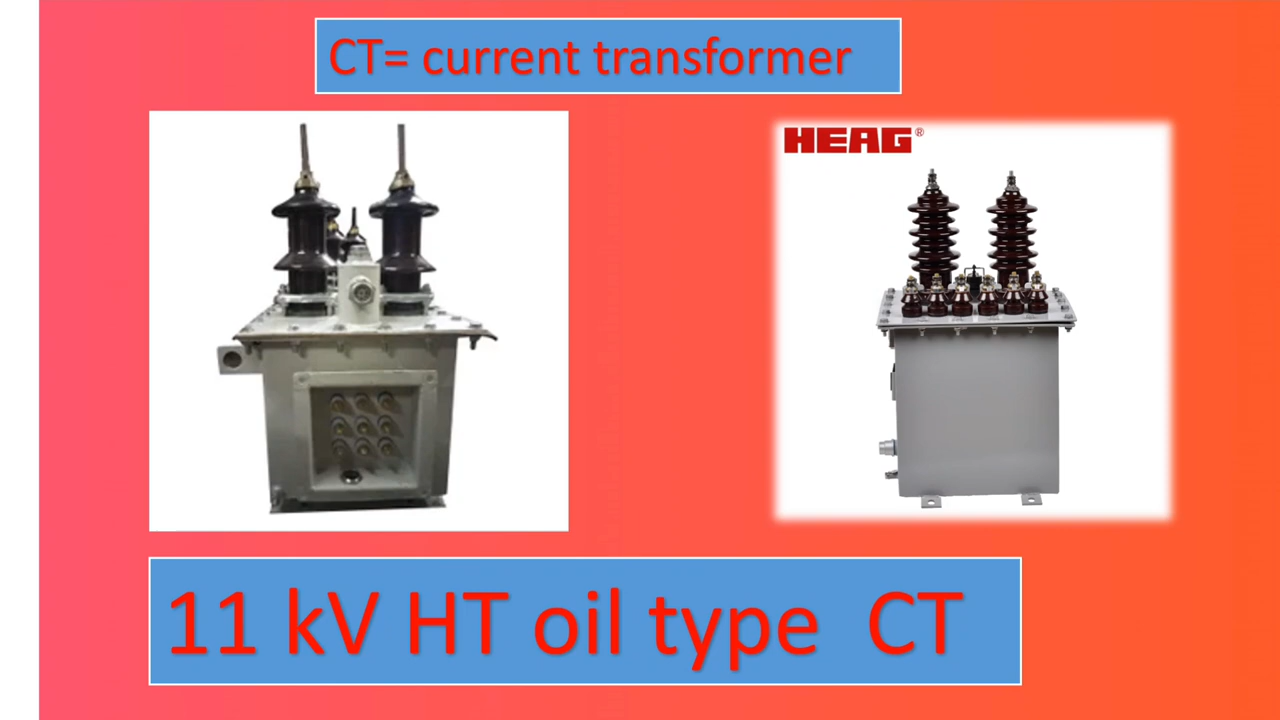 CT= current transformer
HEAG®
11 kV HT oil type  CT